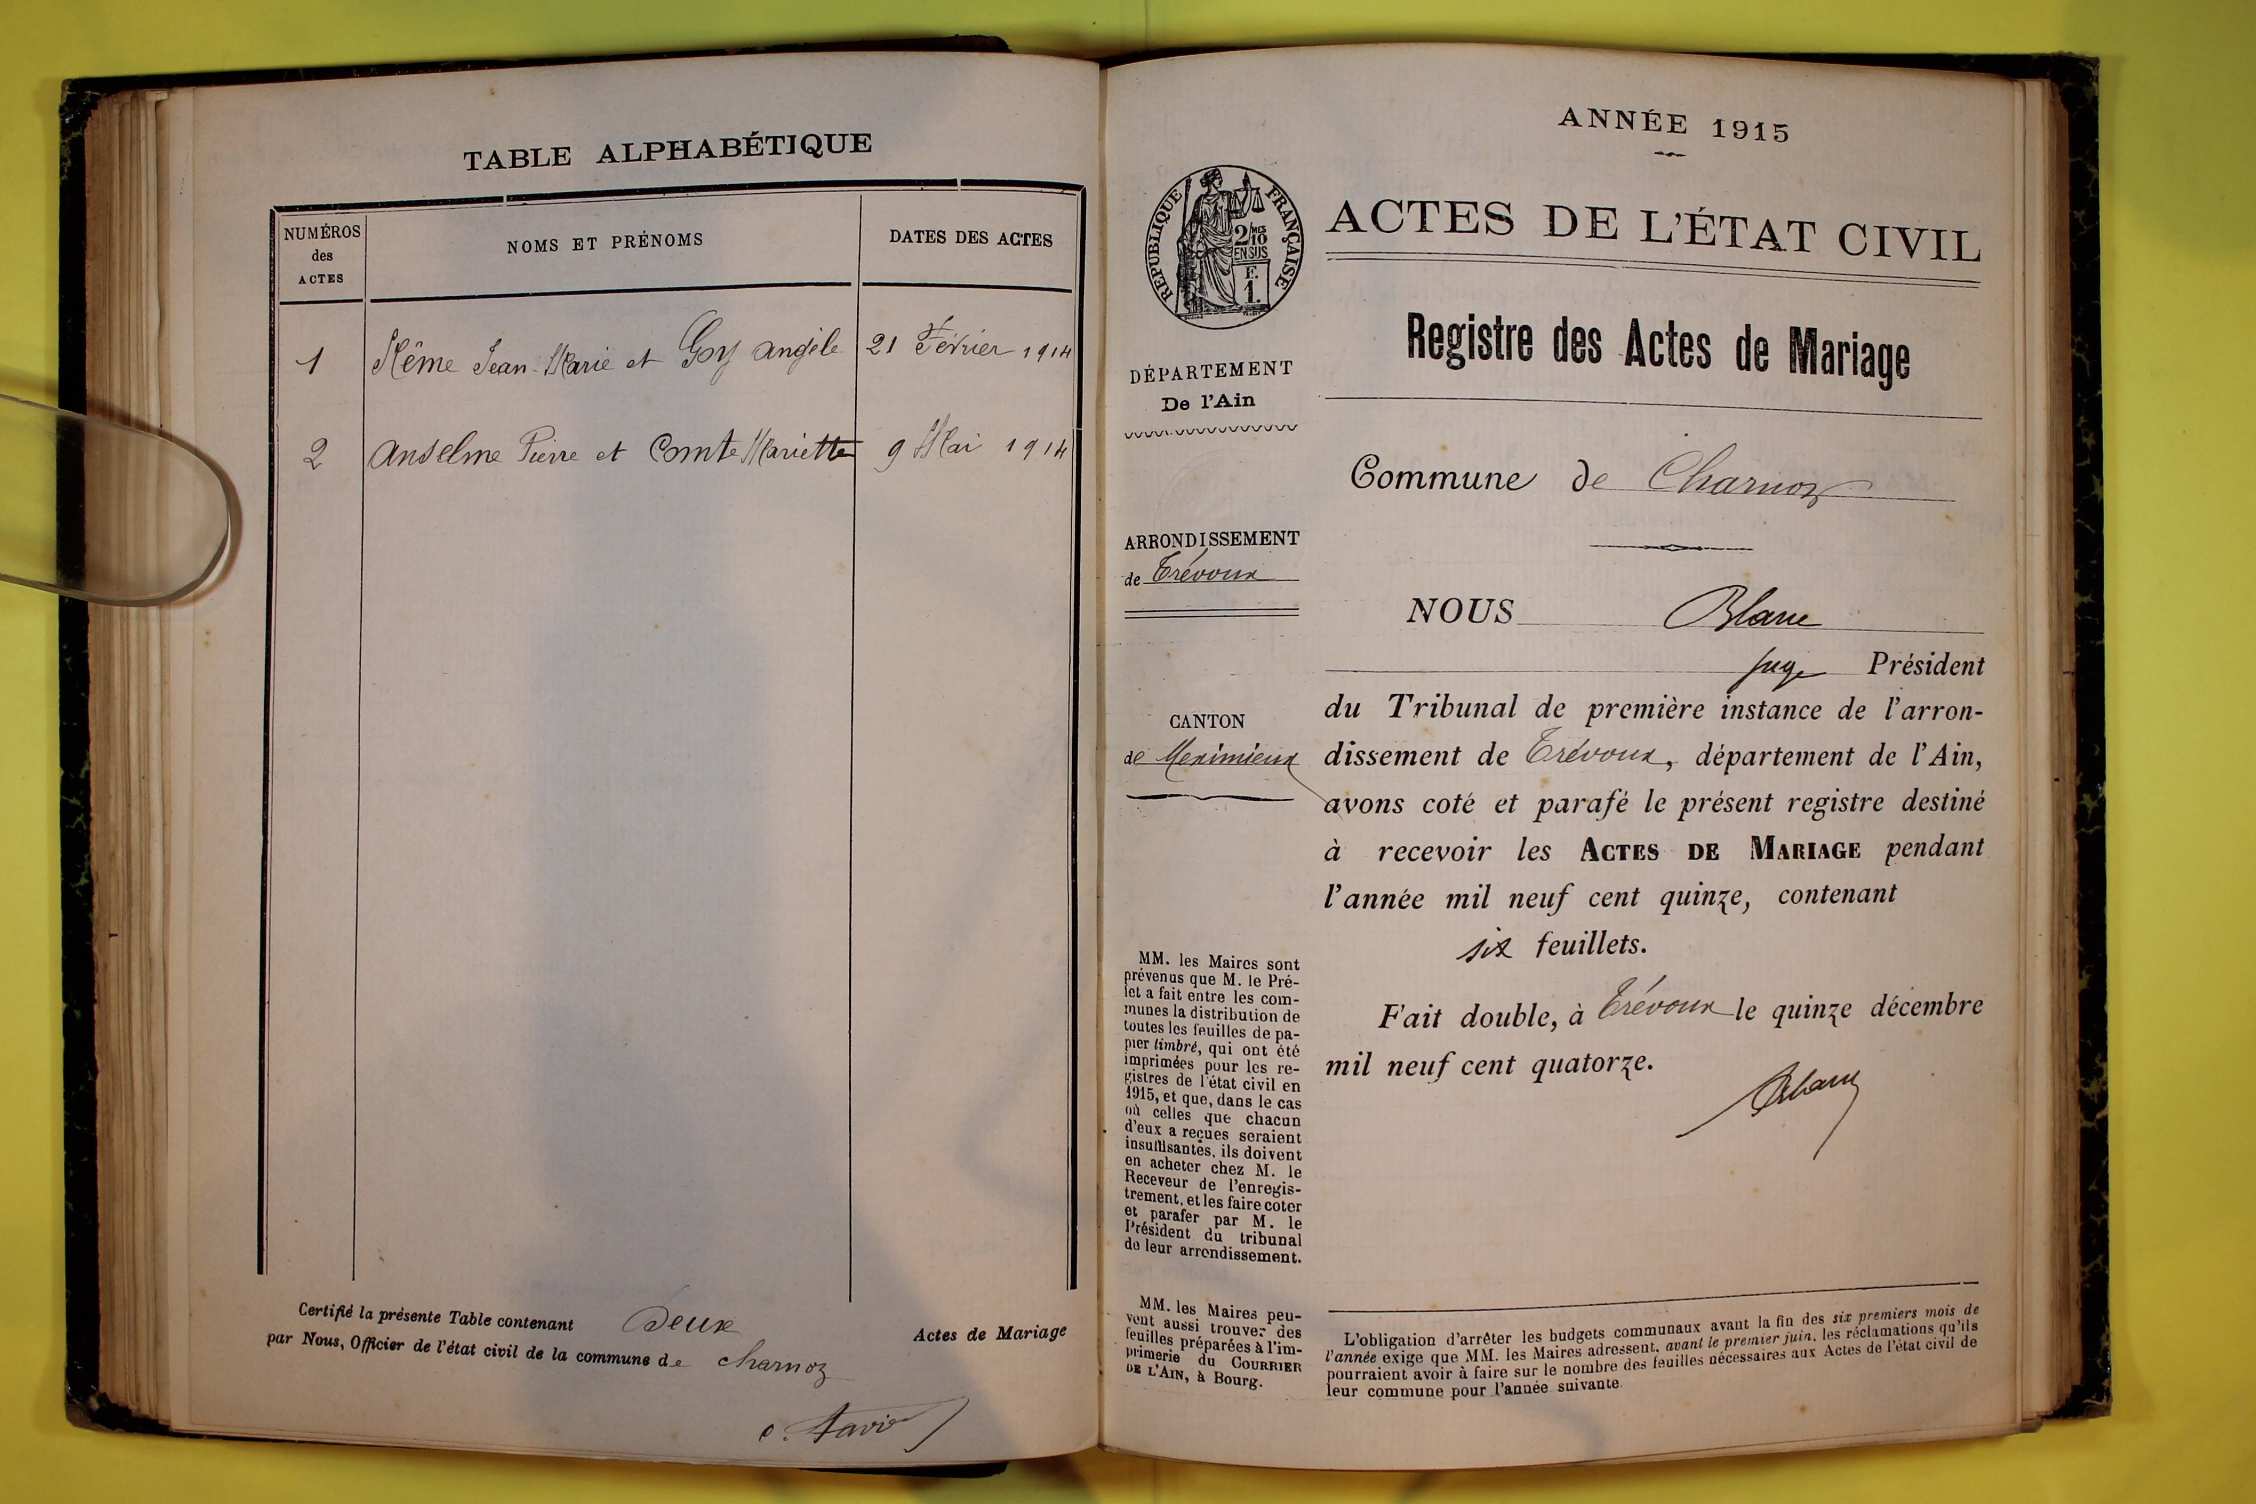 TABLE ALPHABÉTIQUE
NUMÉROS
des
ACTES
NOMS ET PRÉNOMS
DATES DES ACTES
1 Même Jean-Marie et Goy Angèle 21 Février 1914
2 Anselme Pierre et Comte Mariette 9 Mai 1914
Certifié la présente Table contenant Deux Actes de Mariage
par Nous, Officier de l'état civil de la commune de Charnoz
ANNÉE 1915
RÉPUBLIQUE FRANÇAISE
2/10MES
EN SUS
F.
1.
DÉPARTEMENT
De l'Ain
ARRONDISSEMENT
de Trévoux
CANTON
de Meximieux
MM. les Maires sont
prévenus que M. le Pré-
fet a fait entre les com-
munes la distribution de
toutes les feuilles de pa-
pier timbré, qui ont été
imprimées pour les re-
gistres de l'état civil en
1915, et que, dans le cas
où celles que chacun
d'eux a reçues seraient
insuffisantes, ils doivent
en acheter chez M. le
Receveur de l'enregis-
trement, et les faire coter
et parafer par M. le
Président du tribunal
de leur arrondissement.
MM. les Maires peu-
vent aussi trouver des
feuilles préparées à l'im-
primerie du COURRIER
DE L'AIN, à Bourg.
ACTES DE L'ÉTAT CIVIL
Registre des Actes de Mariage
Commune de Charnoz
NOUS Blanc
Juge Président
du Tribunal de première instance de l'arron-
dissement de Trévoux, département de l'Ain,
avons coté et parafé le présent registre destiné
à recevoir les ACTES DE MARIAGE pendant
l'année mil neuf cent quinze, contenant
six feuillets.
Fait double, à Trévoux le quinze décembre
mil neuf cent quatorze.
Blanc
L'obligation d'arrêter les budgets communaux avant la fin des six premiers mois de
l'année exige que MM. les Maires adressent, avant le premier juin, les réclamations qu'ils
pourraient avoir à faire sur le nombre des feuilles nécessaires aux Actes de l'état civil de
leur commune pour l'année suivante.